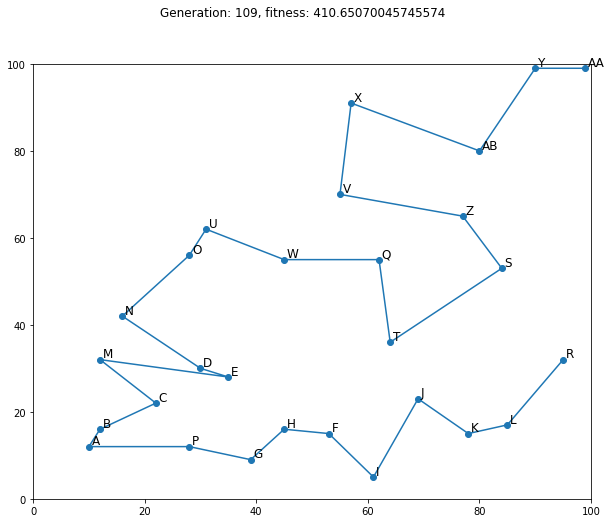 Generation: 109, fitness: 410.65070045745574
100
Y
AA
X
AB
80
V
Z
60
U
O
W
Q
S
40
N
T
M
D
E
R
20
C
J
B
H
F
K
L
A
P
G
I
0
0 20 40 60 80 100